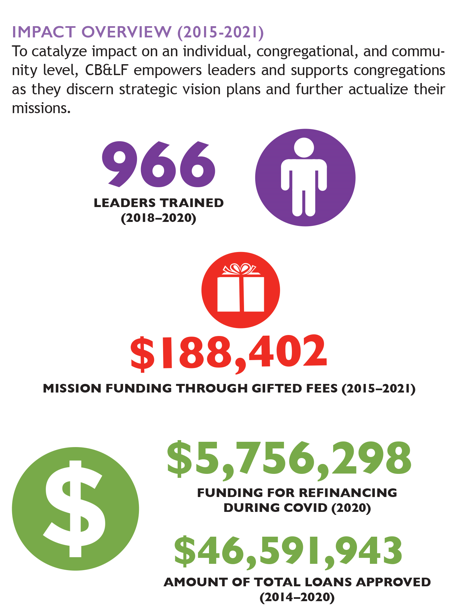 IMPACT OVERVIEW (2015-2021)
To catalyze impact on an individual, congregational, and commu-
nity level, CB&LF empowers leaders and supports congregations
as they discern strategic vision plans and further actualize their
missions.
966
LEADERS TRAINED
(2018–2020)
$188,402
MISSION FUNDING THROUGH GIFTED FEES (2015–2021)
$
$5,756,298
FUNDING FOR REFINANCING
DURING COVID (2020)
$46,591,943
AMOUNT OF TOTAL LOANS APPROVED
(2014–2020)